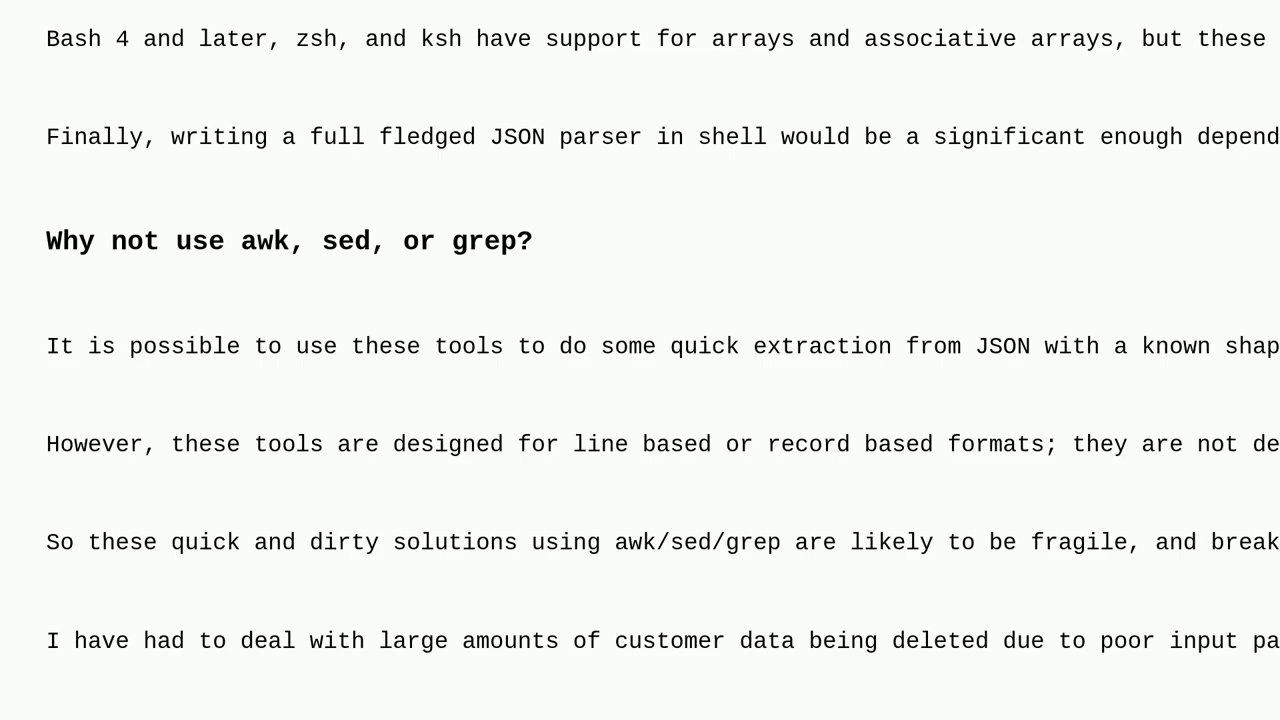 Bash 4 and later, zsh, and ksh have support for arrays and associative arrays, but these
Finally, writing a full fledged JSON parser in shell would be a significant enough depend
Why not use awk, sed, or grep?
It is possible to use these tools to do some quick extraction from JSON with a known shap
However, these tools are designed for line based or record based formats; they are not de
So these quick and dirty solutions using awk/sed/grep are likely to be fragile, and break
I have had to deal with large amounts of customer data being deleted due to poor input pa